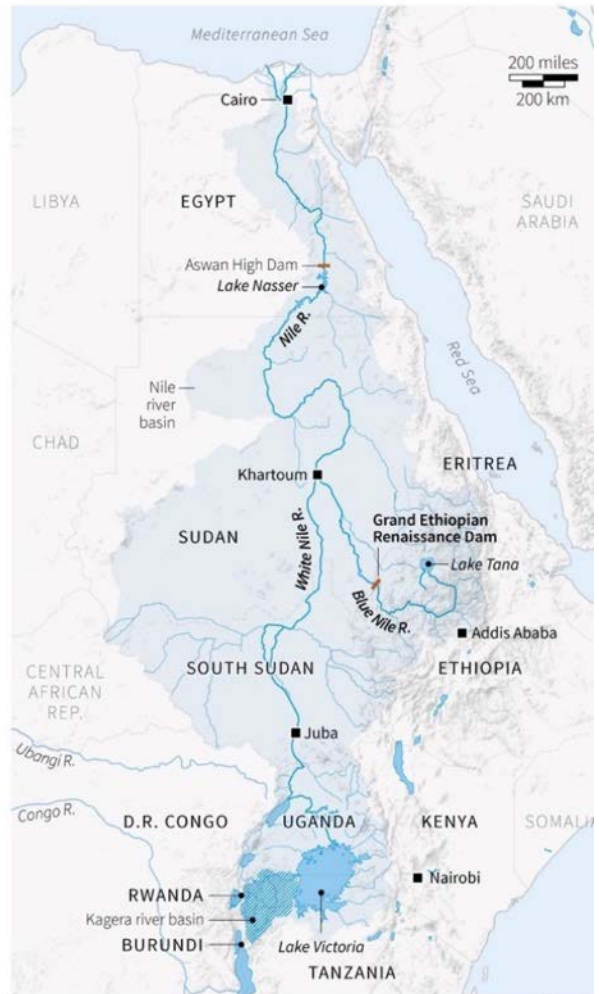 Mediterranean Sea
200 miles
200 km
Cairo
LIBYA
EGYPT
SAUDI
ARABIA
Aswan High Dam
Lake Nasser
Nile R.
Red Sea
Nile
river
basin
CHAD
Khartoum
ERITREA
SUDAN
White Nile R.
Grand Ethiopian
Renaissance Dam
Lake Tana
Blue Nile R.
Addis Ababa
CENTRAL
AFRICAN
REP.
SOUTH SUDAN
ETHIOPIA
Juba
Ubangi R.
Congo R.
D.R. CONGO
UGANDA
KENYA
SOMALIA
Nairobi
RWANDA
Kagera river basin
BURUNDI
Lake Victoria
TANZANIA